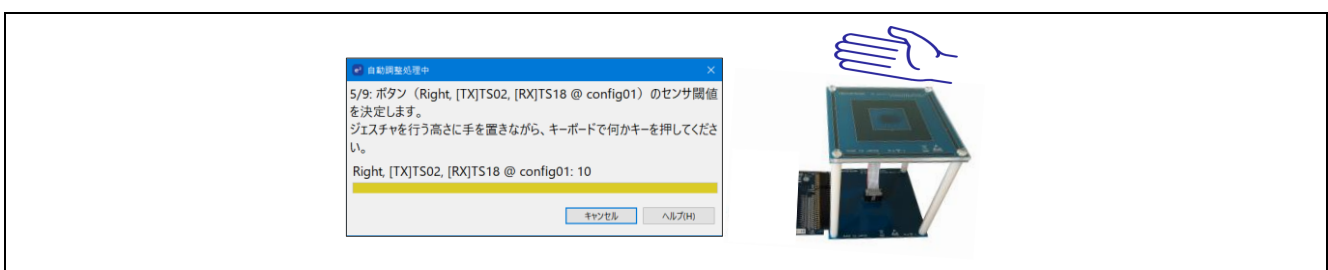 自動調整処理中
5/9: ボタン（Right, [TX]TS02, [RX]TS18 @ config01）のセンサ閾値
を決定します。
ジェスチャを行う高さに手を置きながら、キーボードで何かキーを押してくださ
い。
Right, [TX]TS02, [RX]TS18 @ config01: 10
キャンセル
ヘルプ(H)